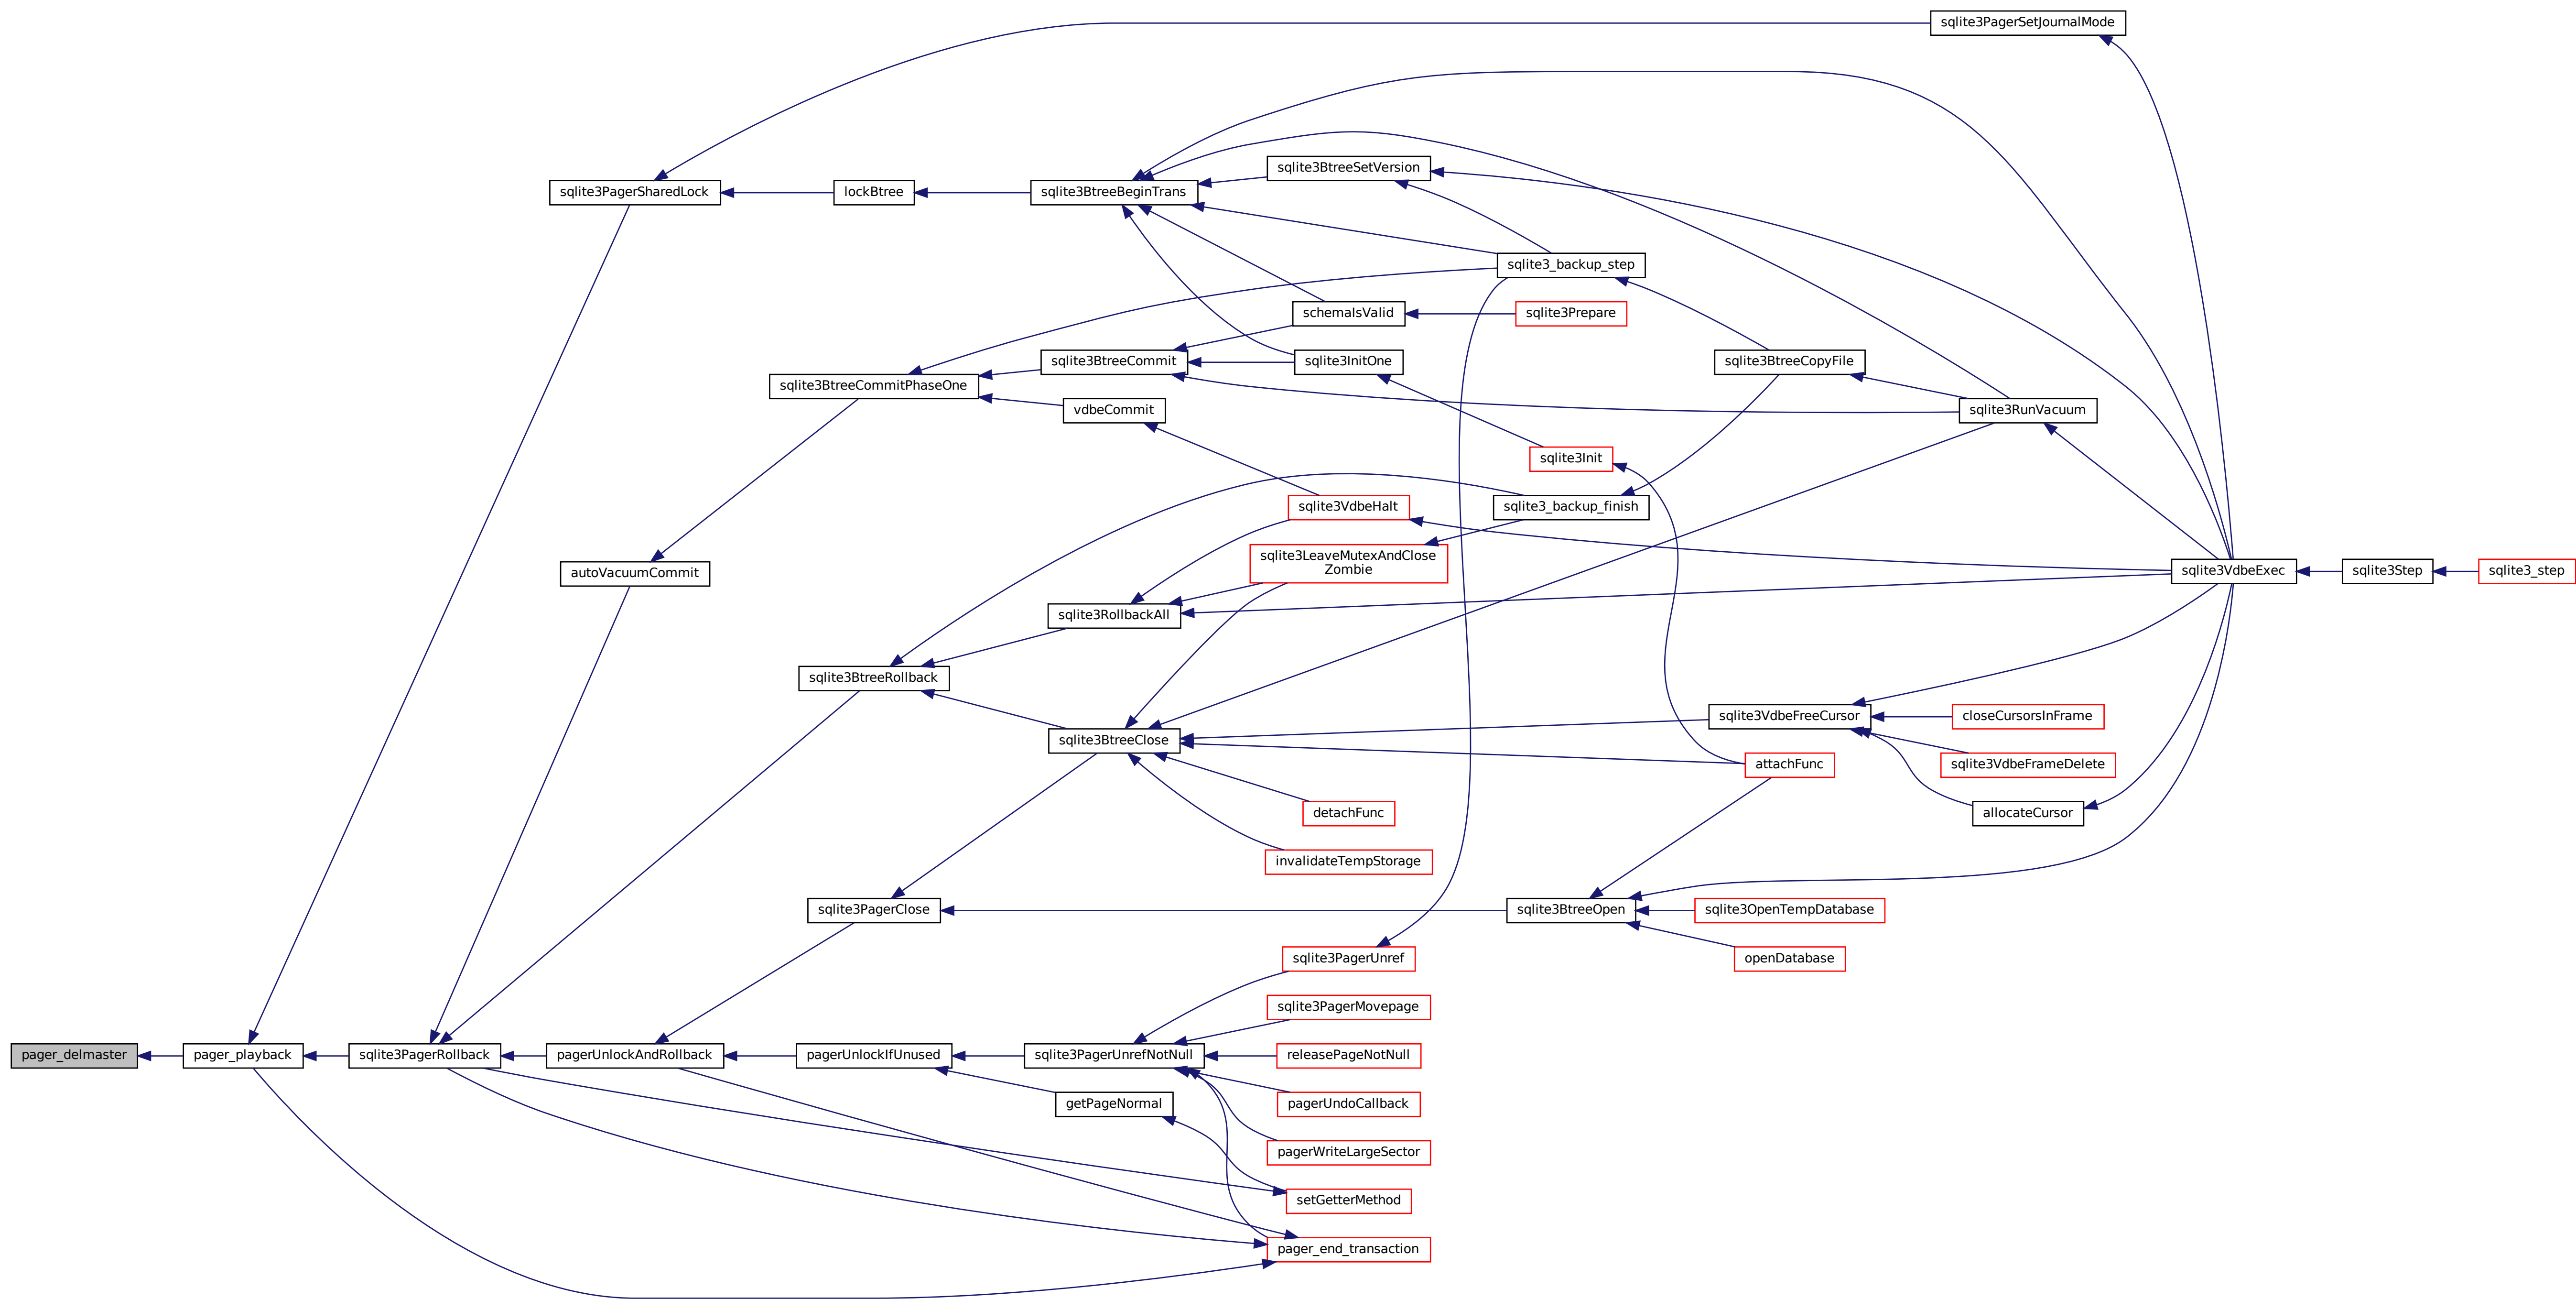 sqlite3PagerSetJournalMode
sqlite3BtreeSetVersion
sqlite3PagerSharedLock
lockBtree
sqlite3BtreeBeginTrans
sqlite3_backup_step
schemaIsValid
sqlite3Prepare
sqlite3BtreeCommit
sqlite3InitOne
sqlite3BtreeCopyFile
sqlite3BtreeCommitPhaseOne
vdbeCommit
sqlite3RunVacuum
sqlite3Init
sqlite3VdbeHalt
sqlite3_backup_finish
sqlite3LeaveMutexAndClose
Zombie
autoVacuumCommit
sqlite3VdbeExec
sqlite3Step
sqlite3_step
sqlite3RollbackAll
sqlite3BtreeRollback
sqlite3VdbeFreeCursor
closeCursorsInFrame
sqlite3BtreeClose
attachFunc
sqlite3VdbeFrameDelete
detachFunc
allocateCursor
invalidateTempStorage
sqlite3PagerClose
sqlite3BtreeOpen
sqlite3OpenTempDatabase
sqlite3PagerUnref
openDatabase
sqlite3PagerMovepage
pager_delmaster
pager_playback
sqlite3PagerRollback
pagerUnlockAndRollback
pagerUnlockIfUnused
sqlite3PagerUnrefNotNull
releasePageNotNull
getPageNormal
pagerUndoCallback
pagerWriteLargeSector
setGetterMethod
pager_end_transaction